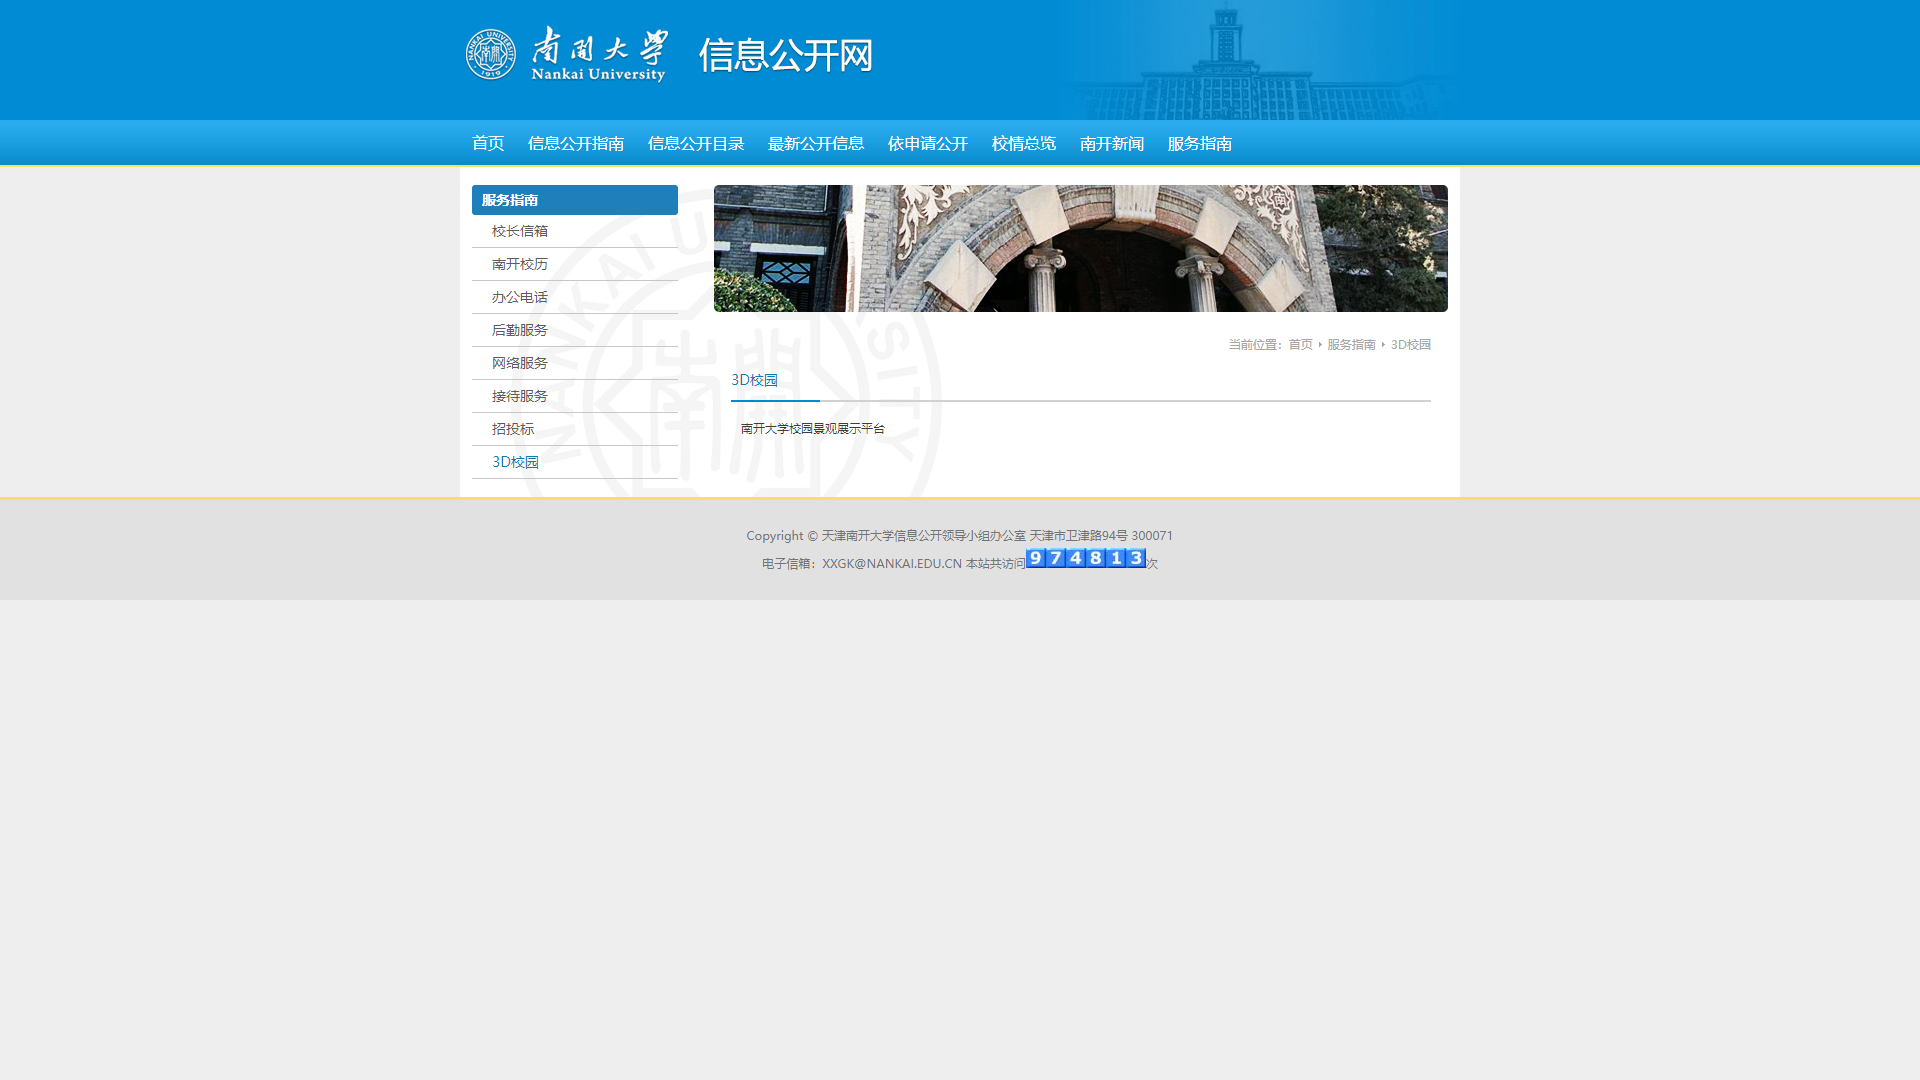 南开大学
Nankai University
信息公开网
首页 信息公开指南 信息公开目录 最新公开信息 依申请公开 校情总览 南开新闻 服务指南
服务指南
校长信箱
南开校历
办公电话
后勤服务
网络服务
接待服务
招投标
3D校园
当前位置: 首页 服务指南 3D校园
3D校园
南开大学校园景观展示平台
Copyright © 天津南开大学信息公开领导小组办公室 天津市卫津路94号 300071
电子信箱：XXGK@NANKAI.EDU.CN 本站共访问974813次